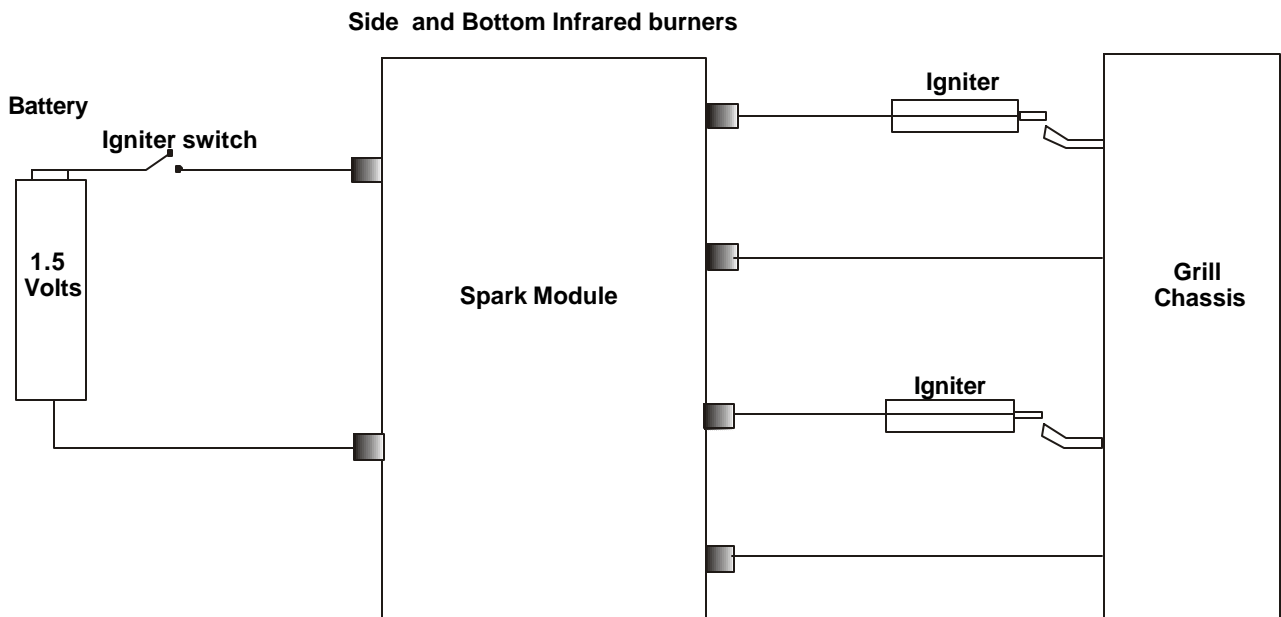 Side and Bottom Infrared burners
Battery
Igniter switch
1.5
Volts
Spark Module
Igniter
Igniter
Grill
Chassis